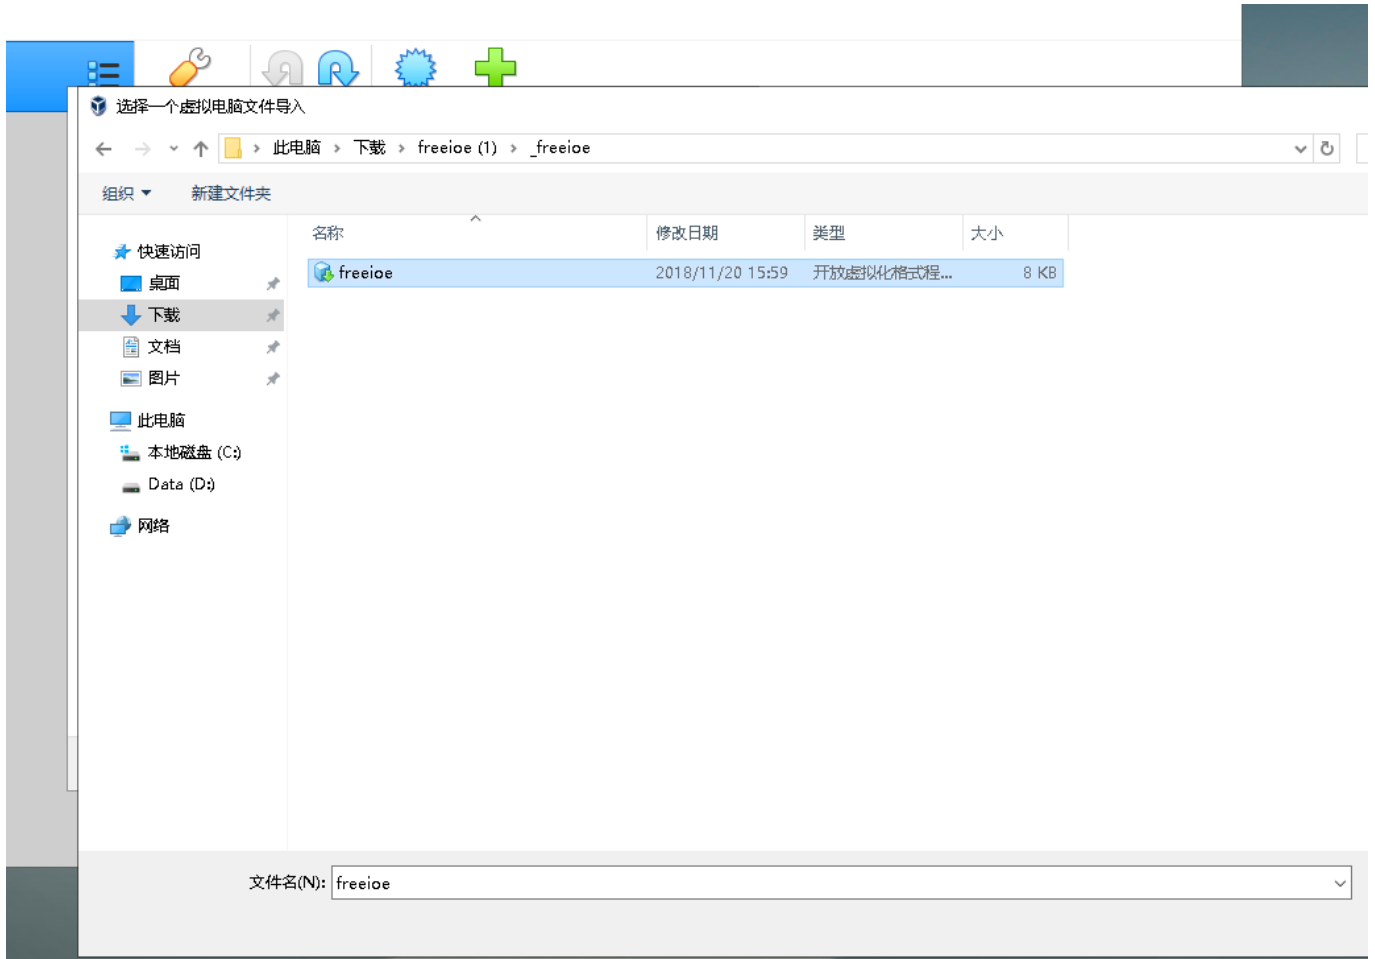 选择一个虚拟电脑文件导入
此电脑 › 下载 › freeioe (1) › _freeioe
组织 新建文件夹
名称 修改日期 类型 大小
快速访问
freeioe 2018/11/20 15:59 开放虚拟化格式程... 8 KB
桌面
下载
文档
图片
此电脑
本地磁盘 (C:)
Data (D:)
网络
文件名(N): freeioe